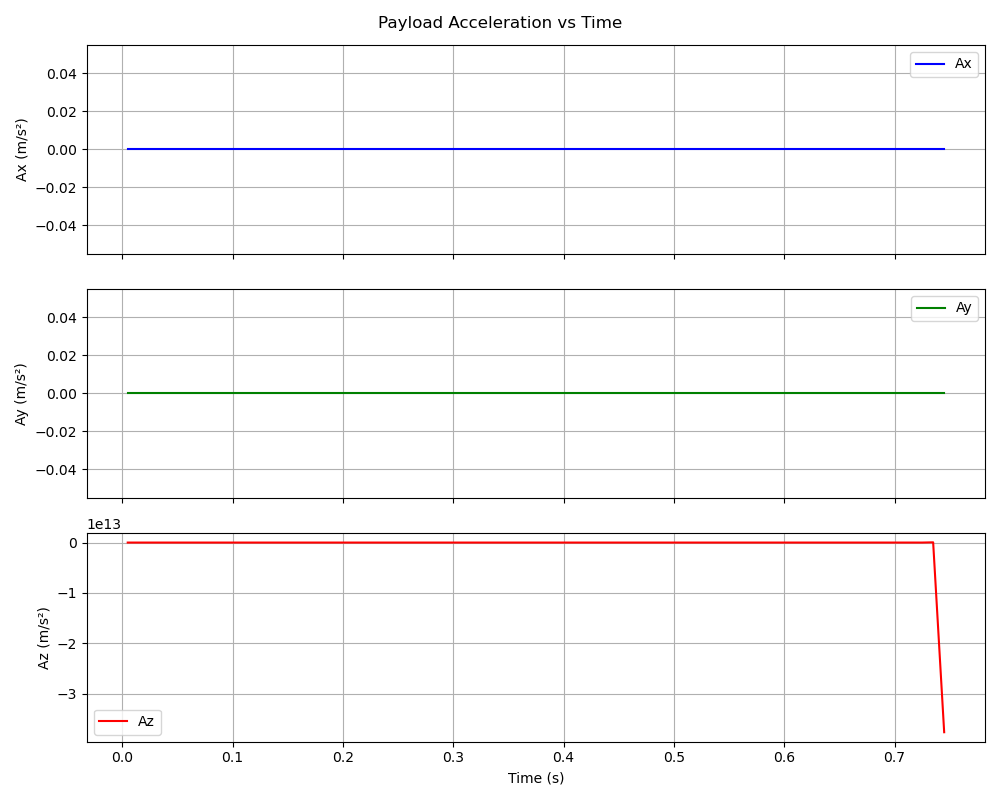 Payload Acceleration vs Time
Ax (m/s²)
0.04
0.02
0.00
−0.02
−0.04
Ax
Ay (m/s²)
0.04
0.02
0.00
−0.02
−0.04
Ay
1e13
Az (m/s²)
0
−1
−2
−3
Az
0.0 0.1 0.2 0.3 0.4 0.5 0.6 0.7
Time (s)